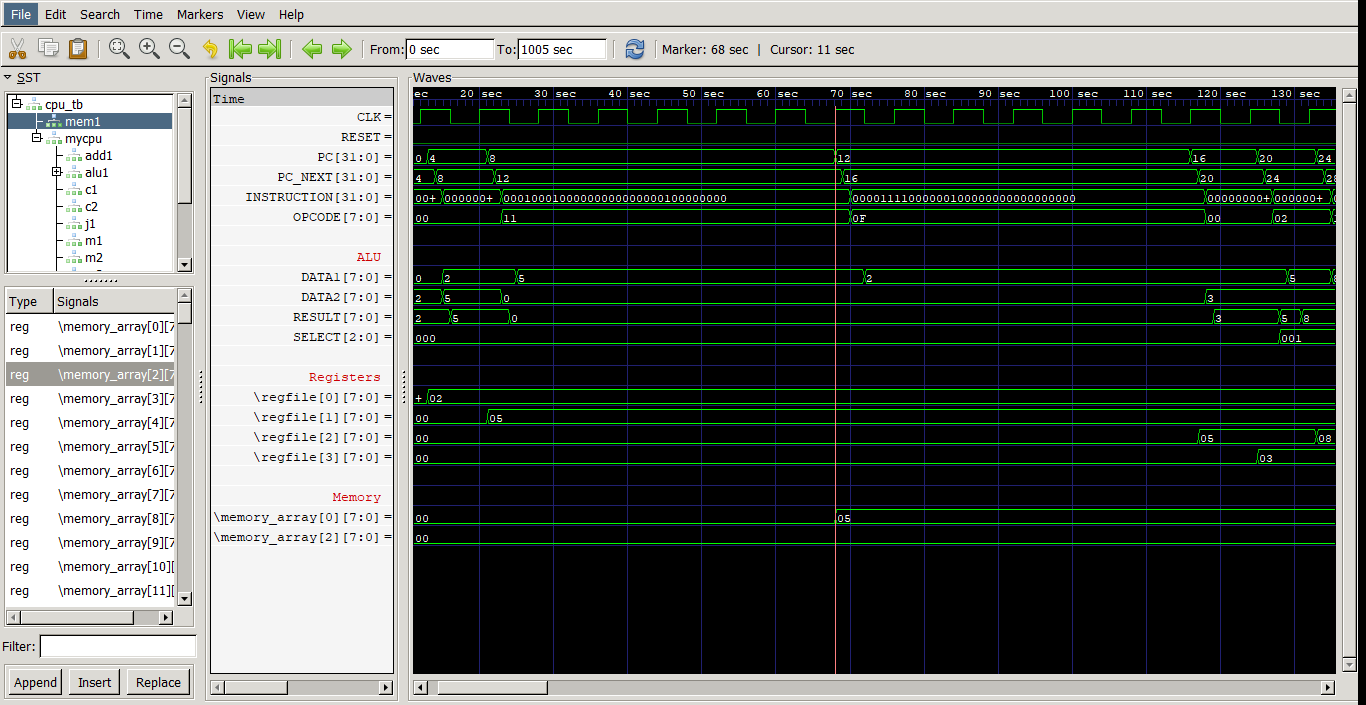 File Edit Search Time Markers View Help
From: 0 sec To: 1005 sec Marker: 68 sec | Cursor: 11 sec
SST
cpu_tb
mem1
mycpu
add1
alu1
c1
c2
j1
m1
m2
Type Signals
reg \memory_array[0][7
reg \memory_array[1][7
reg \memory_array[2][7
reg \memory_array[3][7
reg \memory_array[4][7
reg \memory_array[5][7
reg \memory_array[6][7
reg \memory_array[7][7
reg \memory_array[8][7
reg \memory_array[9][7
reg \memory_array[10][
reg \memory_array[11][
Filter:
Append Insert Replace
Signals
Time
CLK =
RESET =
PC[31:0] =
PC_NEXT[31:0] =
INSTRUCTION[31:0] =
OPCODE[7:0] =
ALU
DATA1[7:0] =
DATA2[7:0] =
RESULT[7:0] =
SELECT[2:0] =
Registers
\regfile[0][7:0] =
\regfile[1][7:0] =
\regfile[2][7:0] =
\regfile[3][7:0] =
Memory
\memory_array[0][7:0] =
\memory_array[2][7:0] =
Waves
ec 20 sec 30 sec 40 sec 50 sec 60 sec 70 sec 80 sec 90 sec 100 sec 110 sec 120 sec 130 sec
0 4 8 12 16 20 24
4 8 12 16 20 24 28
00+ 000000+ 00010001000000000000000100000000 00001111000000100000000000000000 00000000+ 000000+
00 11 0F 00 02
0 2 5 2 5
2 5 0 3
2 5 0 3 5 8
000 001
+ 02
00 05
00 05 08
00 03
00 05
00